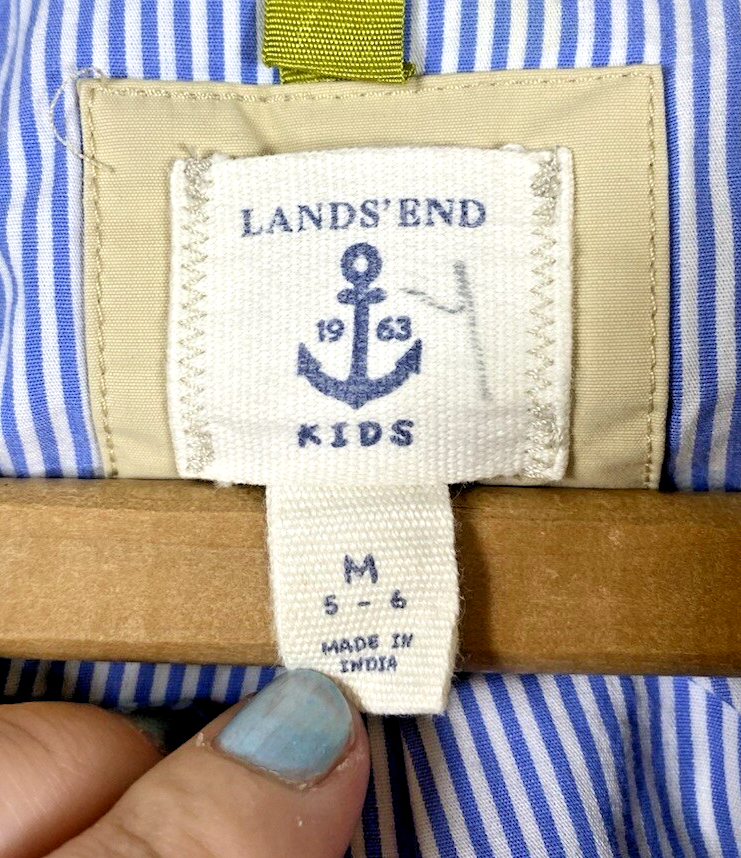 LANDS' END
19 63
KIDS
M
5 - 6
MADE IN
INDIA